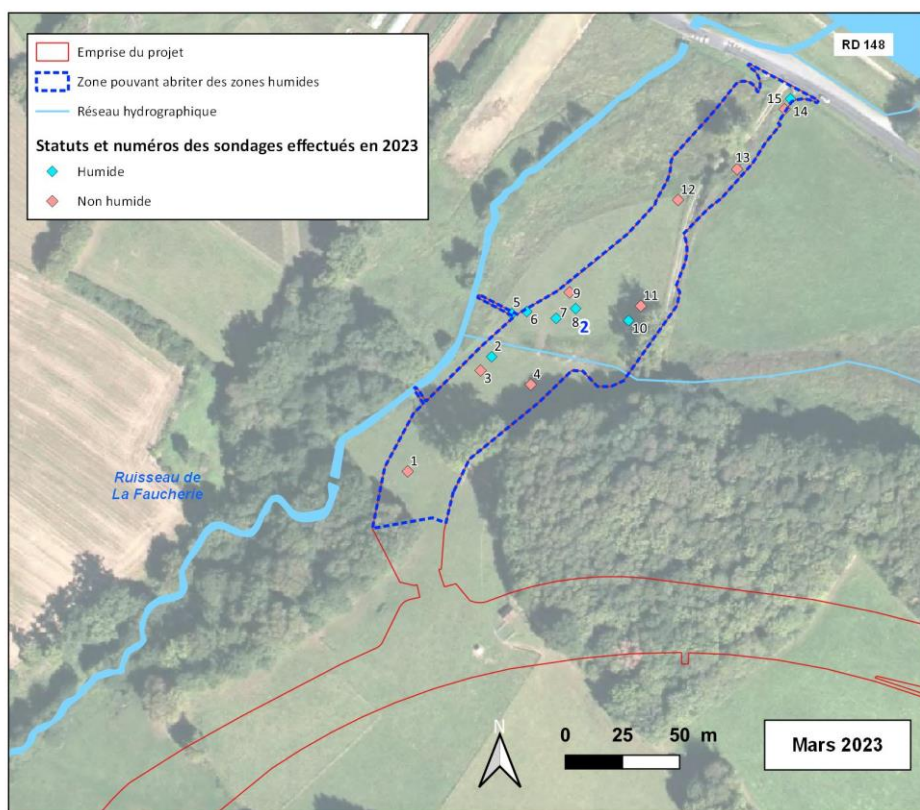 RD 148
Emprise du projet
Zone pouvant abriter des zones humides
Réseau hydrographique
Statuts et numéros des sondages effectués en 2023
Humide
Non humide
15
14
13
12
11
9
5
6
7
8
2
10
2
3
4
1
Ruisseau de
La Faucherie
N
0 25 50 m
Mars 2023